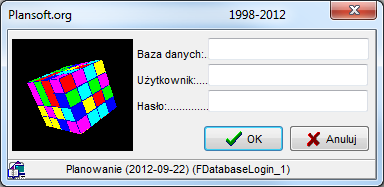 Plansoft.org 1998-2012
Baza danych:.
Użytkownik:....
Hasło:..............
OK Anuluj
Planowanie (2012-09-22) (FDatabaseLogin_1)